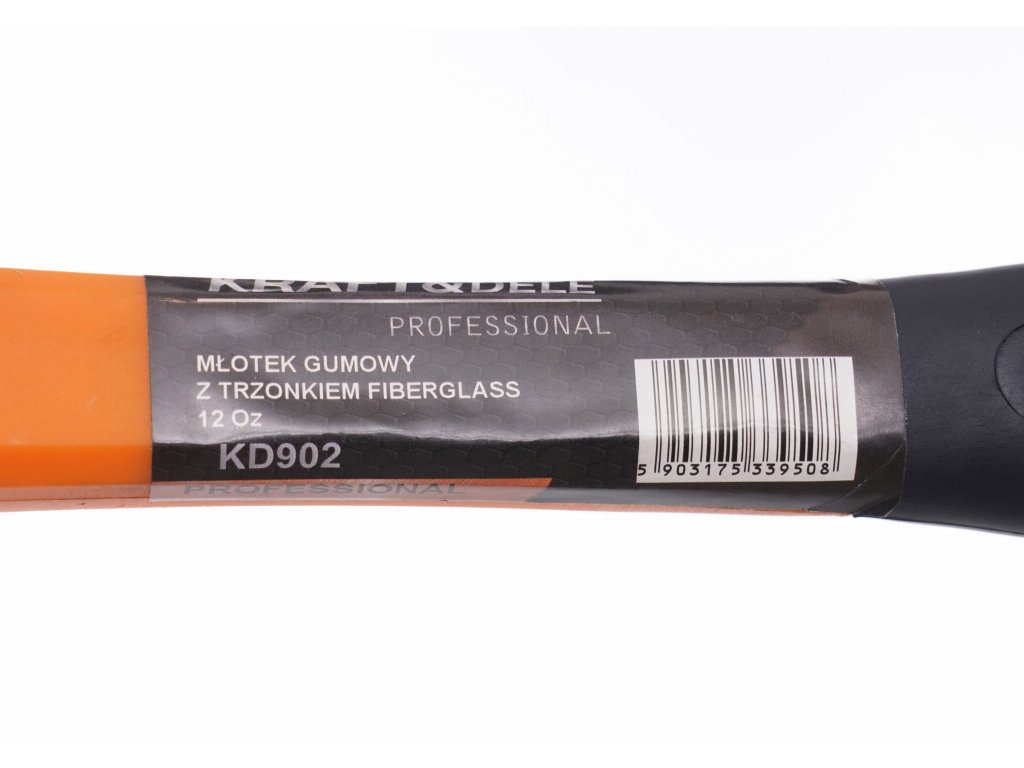 KRAFT&DELE
PROFESSIONAL
MŁOTEK GUMOWY
Z TRZONKIEM FIBERGLASS
12 Oz
KD902
5 903175 339508
PROFESSIONAL